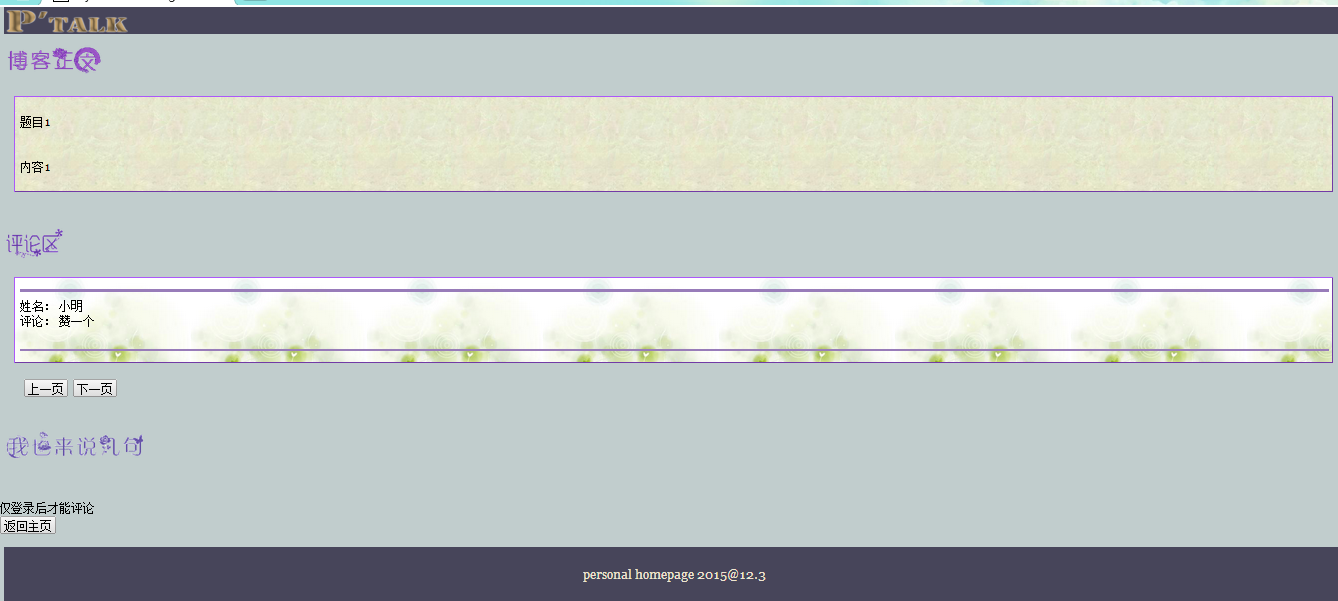 P'TALK
博客正文
题目1
内容1
评论区
姓名： 小明
评论： 赞一个
上一页 下一页
我也来说几句
仅登录后才能评论
返回主页
personal homepage 2015@12.3